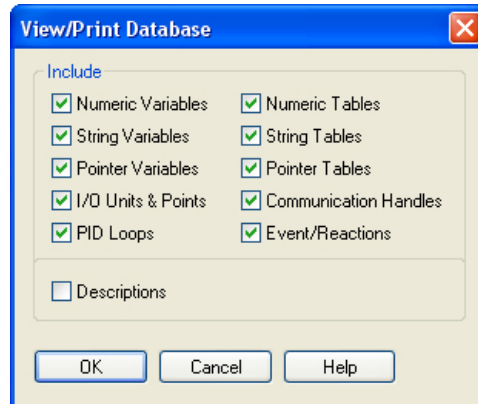 View/Print Database
Include
Numeric Variables Numeric Tables
String Variables String Tables
Pointer Variables Pointer Tables
I/O Units & Points Communication Handles
PID Loops Event/Reactions
Descriptions
OK Cancel Help